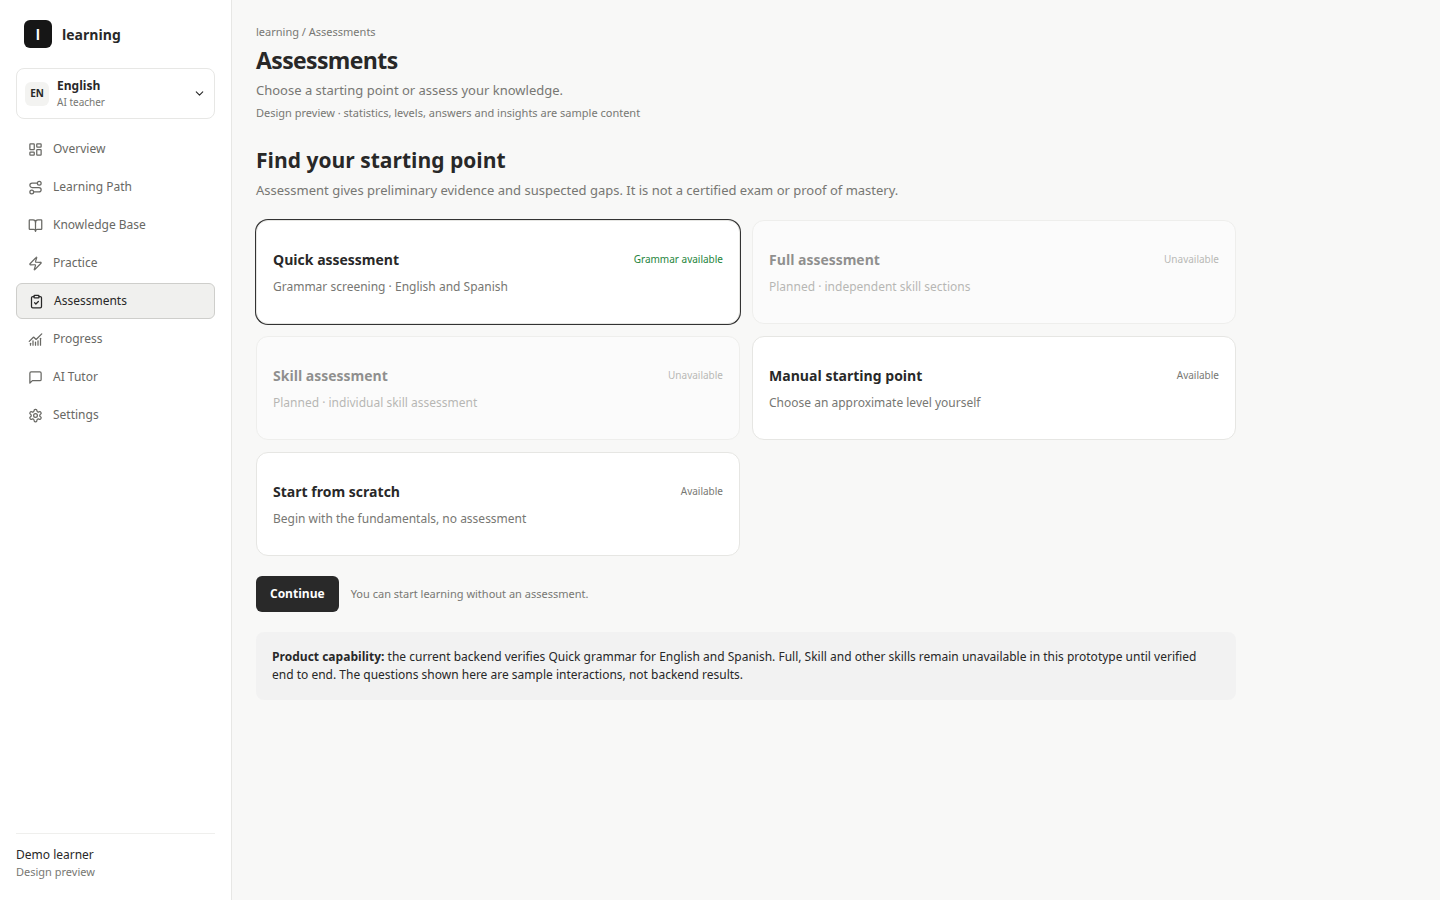 l learning
EN English
AI teacher
Overview
Learning Path
Knowledge Base
Practice
Assessments
Progress
AI Tutor
Settings
Demo learner
Design preview
learning / Assessments
Assessments
Choose a starting point or assess your knowledge.
Design preview · statistics, levels, answers and insights are sample content
Find your starting point
Assessment gives preliminary evidence and suspected gaps. It is not a certified exam or proof of mastery.
Quick assessment Grammar available
Grammar screening · English and Spanish
Full assessment Unavailable
Planned · independent skill sections
Skill assessment Unavailable
Planned · individual skill assessment
Manual starting point Available
Choose an approximate level yourself
Start from scratch Available
Begin with the fundamentals, no assessment
Continue You can start learning without an assessment.
Product capability: the current backend verifies Quick grammar for English and Spanish. Full, Skill and other skills remain unavailable in this prototype until verified
end to end. The questions shown here are sample interactions, not backend results.